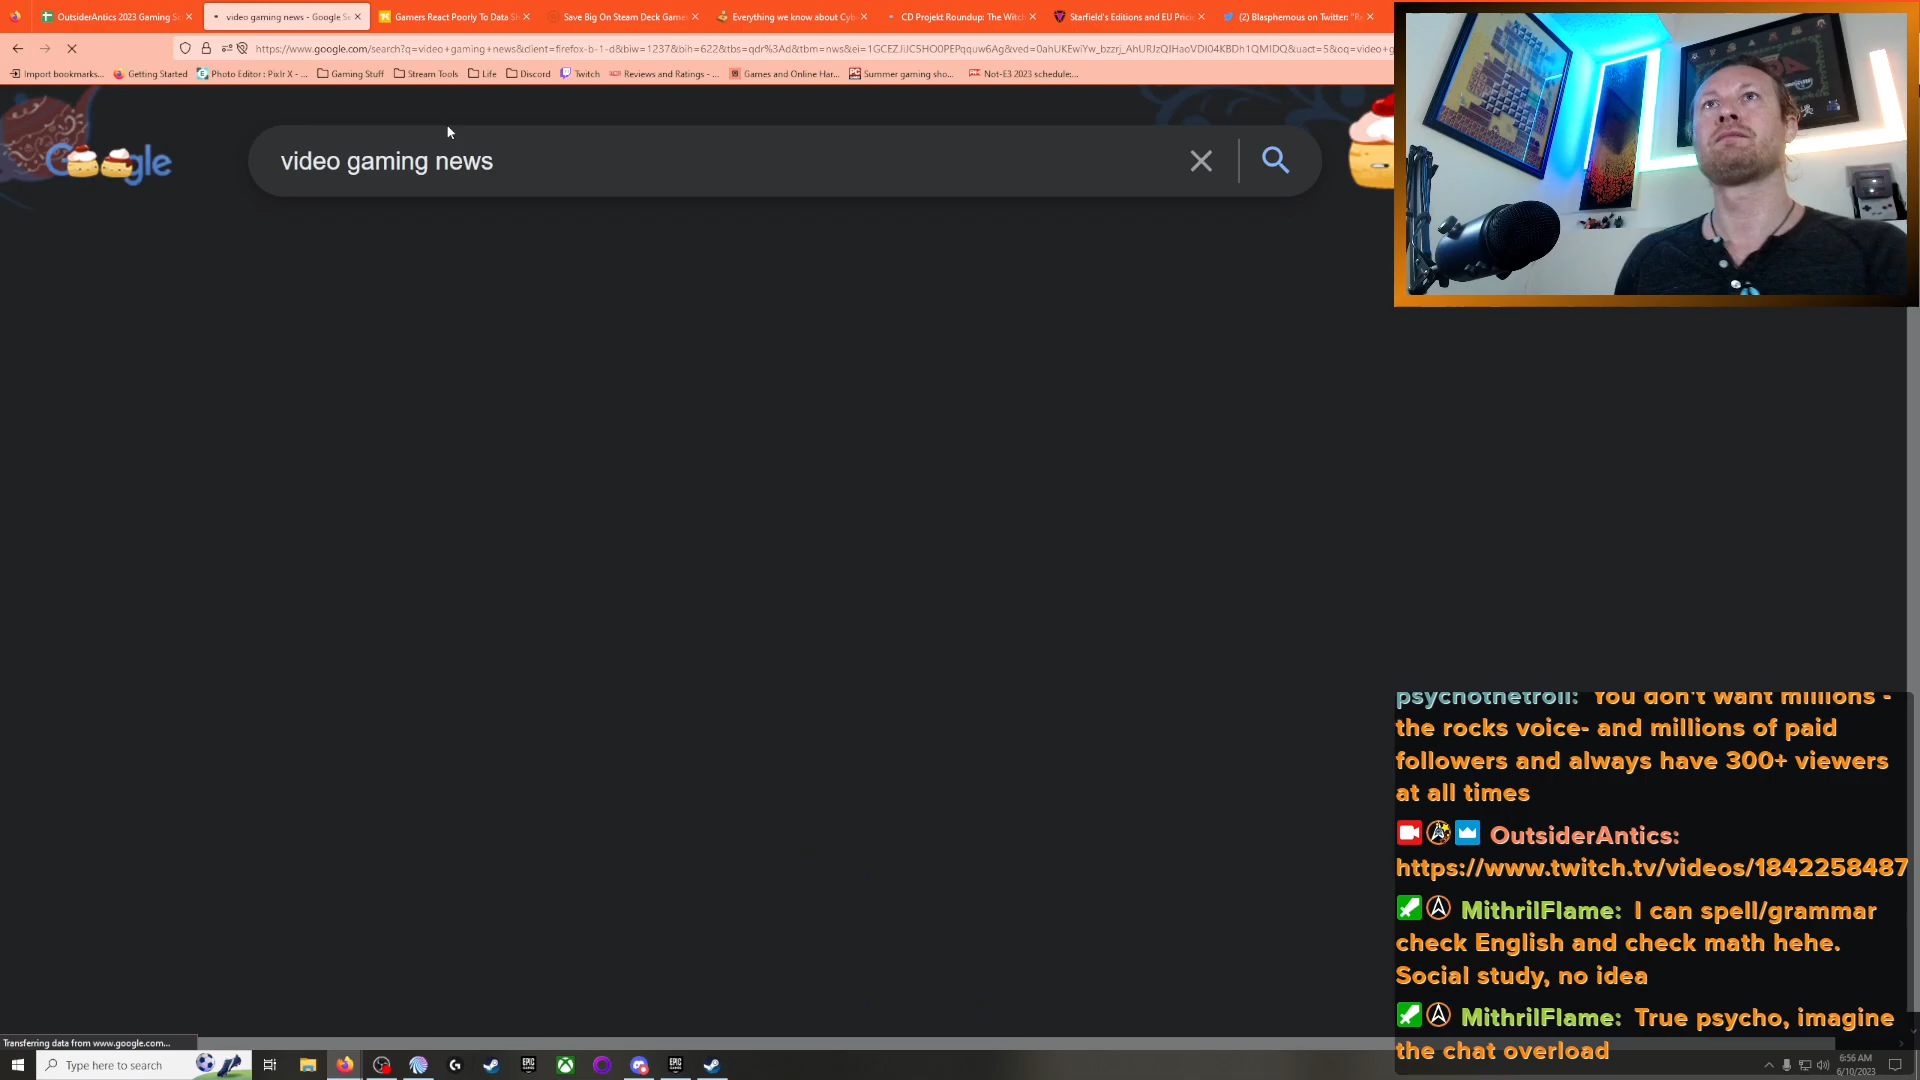 OutsiderAntics 2023 Gaming Sc
video gaming news - Google Se
Gamers React Poorly To Data Sh
Save Big On Steam Deck Game
Everything we know about Cyb
CD Projekt Roundup: The Witch
Starfield's Editions and EU Pric
(2) Blasphemous on Twitter: "Re
Import bookmarks...
Getting Started
Photo Editor : Pixlr X - ...
Gaming Stuff
Stream Tools
Life
Discord
Twitch
Reviews and Ratings - ...
Games and Online Har...
Summer gaming sho...
Not-E3 2023 schedule:...
Google
video gaming news
psychothetroll: You don't want millions -
the rocks voice- and millions of paid
followers and always have 300+ viewers
at all times
OutsiderAntics:
https://www.twitch.tv/videos/1842258487
MithrilFlame: I can spell/grammar
check English and check math hehe.
Social study, no idea
MithrilFlame: True psycho, imagine
the chat overload
Transferring data from www.google.com...
Type here to search
6:56 AM
6/10/2023